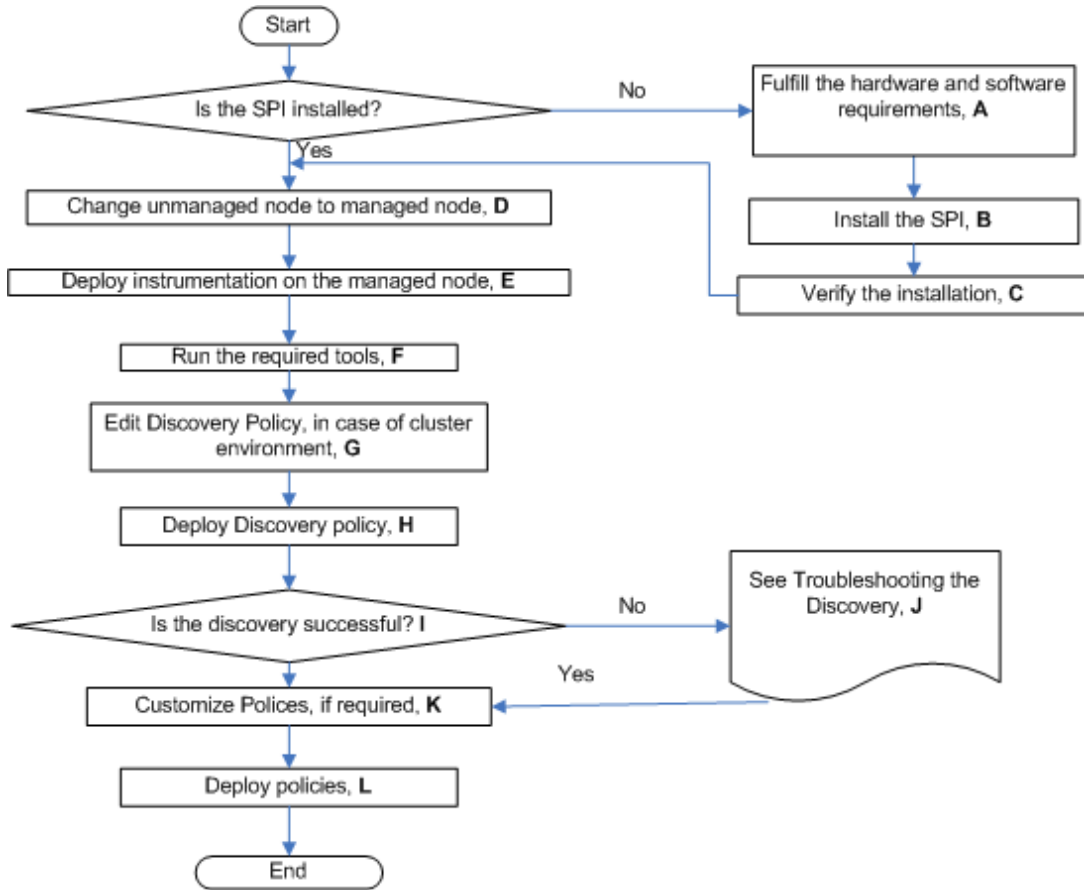 Start
Is the SPI installed?
No
Fulfill the hardware and software
requirements, A
Yes
Install the SPI, B
Verify the installation, C
Change unmanaged node to managed node, D
Deploy instrumentation on the managed node, E
Run the required tools, F
Edit Discovery Policy, in case of cluster
environment, G
Deploy Discovery policy, H
Is the discovery successful? I
No
See Troubleshooting the
Discovery, J
Yes
Customize Polices, if required, K
Deploy policies, L
End